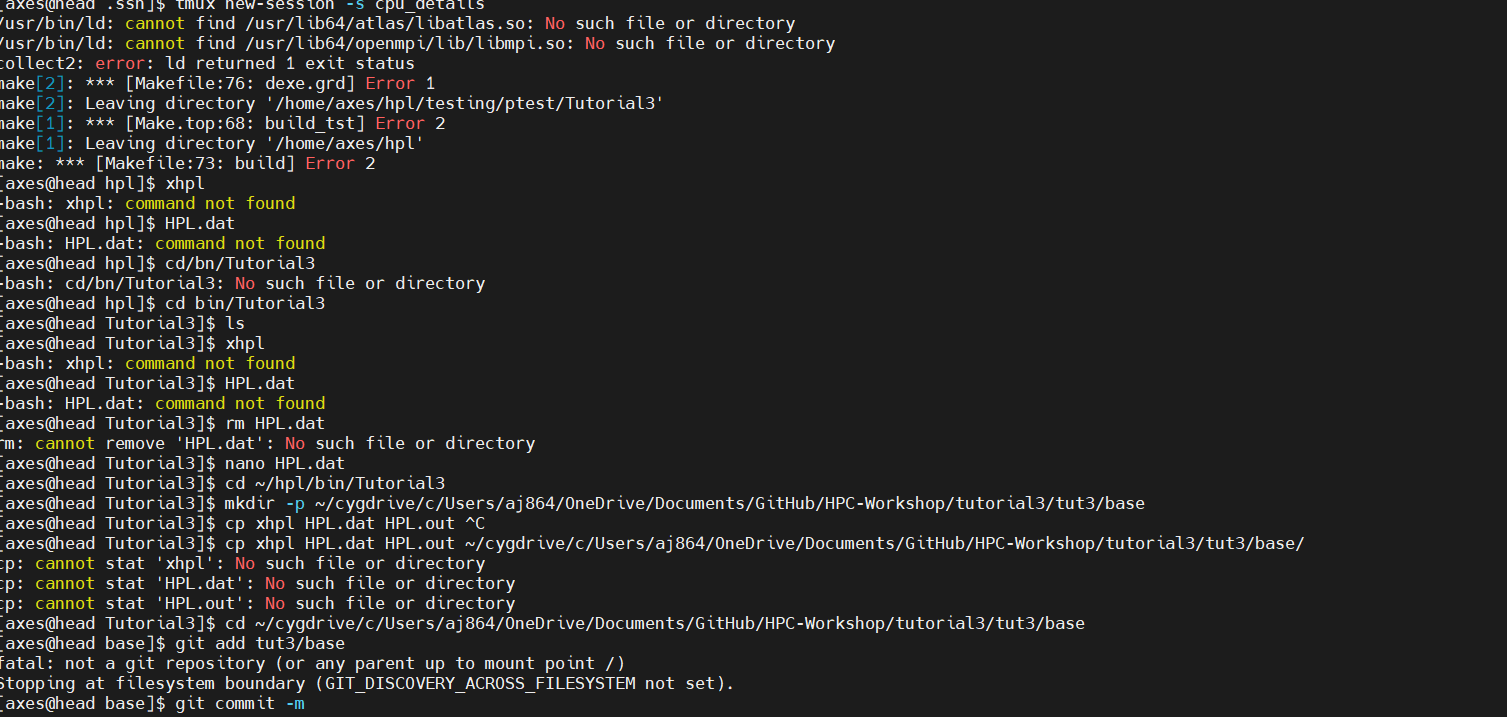 [axes@head .ssh]$ tmux new-session -s cpu_details
/usr/bin/ld: cannot find /usr/lib64/atlas/libatlas.so: No such file or directory
/usr/bin/ld: cannot find /usr/lib64/openmpi/lib/libmpi.so: No such file or directory
collect2: error: ld returned 1 exit status
make[2]: *** [Makefile:76: dexe.grd] Error 1
make[2]: Leaving directory '/home/axes/hpl/testing/ptest/Tutorial3'
make[1]: *** [Make.top:68: build_tst] Error 2
make[1]: Leaving directory '/home/axes/hpl'
make: *** [Makefile:73: build] Error 2
[axes@head hpl]$ xhpl
-bash: xhpl: command not found
[axes@head hpl]$ HPL.dat
-bash: HPL.dat: command not found
[axes@head hpl]$ cd/bn/Tutorial3
-bash: cd/bn/Tutorial3: No such file or directory
[axes@head hpl]$ cd bin/Tutorial3
[axes@head Tutorial3]$ ls
[axes@head Tutorial3]$ xhpl
-bash: xhpl: command not found
[axes@head Tutorial3]$ HPL.dat
-bash: HPL.dat: command not found
[axes@head Tutorial3]$ rm HPL.dat
rm: cannot remove 'HPL.dat': No such file or directory
[axes@head Tutorial3]$ nano HPL.dat
[axes@head Tutorial3]$ cd ~/hpl/bin/Tutorial3
[axes@head Tutorial3]$ mkdir -p ~/cygdrive/c/Users/aj864/OneDrive/Documents/GitHub/HPC-Workshop/tutorial3/tut3/base
[axes@head Tutorial3]$ cp xhpl HPL.dat HPL.out ^C
[axes@head Tutorial3]$ cp xhpl HPL.dat HPL.out ~/cygdrive/c/Users/aj864/OneDrive/Documents/GitHub/HPC-Workshop/tutorial3/tut3/base/
cp: cannot stat 'xhpl': No such file or directory
cp: cannot stat 'HPL.dat': No such file or directory
cp: cannot stat 'HPL.out': No such file or directory
[axes@head Tutorial3]$ cd ~/cygdrive/c/Users/aj864/OneDrive/Documents/GitHub/HPC-Workshop/tutorial3/tut3/base
[axes@head base]$ git add tut3/base
fatal: not a git repository (or any parent up to mount point /)
Stopping at filesystem boundary (GIT_DISCOVERY_ACROSS_FILESYSTEM not set).
[axes@head base]$ git commit -m